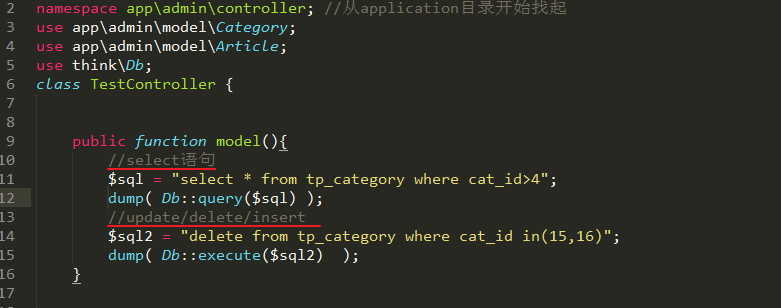 2 namespace app\admin\controller; //从application目录开始找起
3 use app\admin\model\Category;
4 use app\admin\model\Article;
5 use think\Db;
6 class TestController {
7
8
9 public function model(){
10 //select语句
11 $sql = "select * from tp_category where cat_id>4";
12 dump( Db::query($sql) );
13 //update/delete/insert
14 $sql2 = "delete from tp_category where cat_id in(15,16)";
15 dump( Db::execute($sql2)  );
16 }
17
18